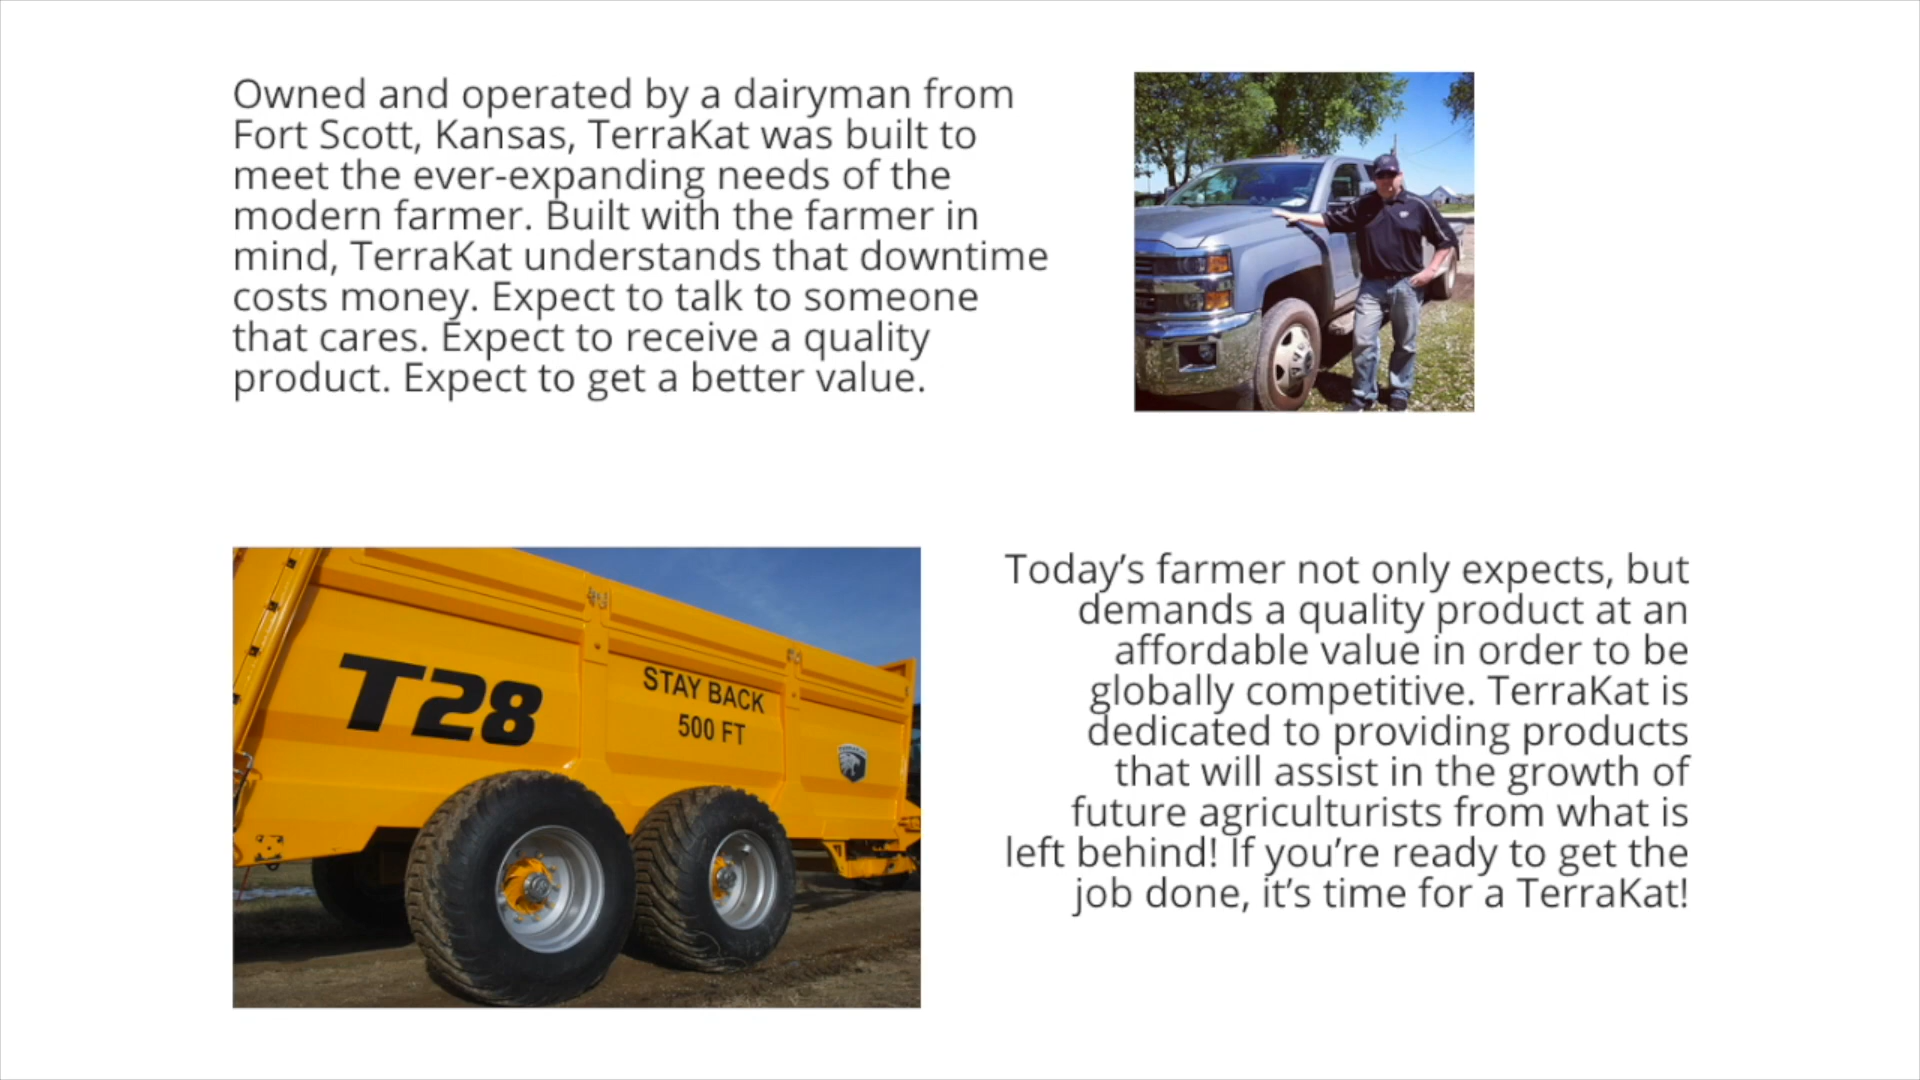 Owned and operated by a dairyman from
Fort Scott, Kansas, TerraKat was built to
meet the ever-expanding needs of the
modern farmer. Built with the farmer in
mind, TerraKat understands that downtime
costs money. Expect to talk to someone
that cares. Expect to receive a quality
product. Expect to get a better value.
T28
STAY BACK
500 FT
Today’s farmer not only expects, but
demands a quality product at an
affordable value in order to be
globally competitive. TerraKat is
dedicated to providing products
that will assist in the growth of
future agriculturists from what is
left behind! If you’re ready to get the
job done, it’s time for a TerraKat!